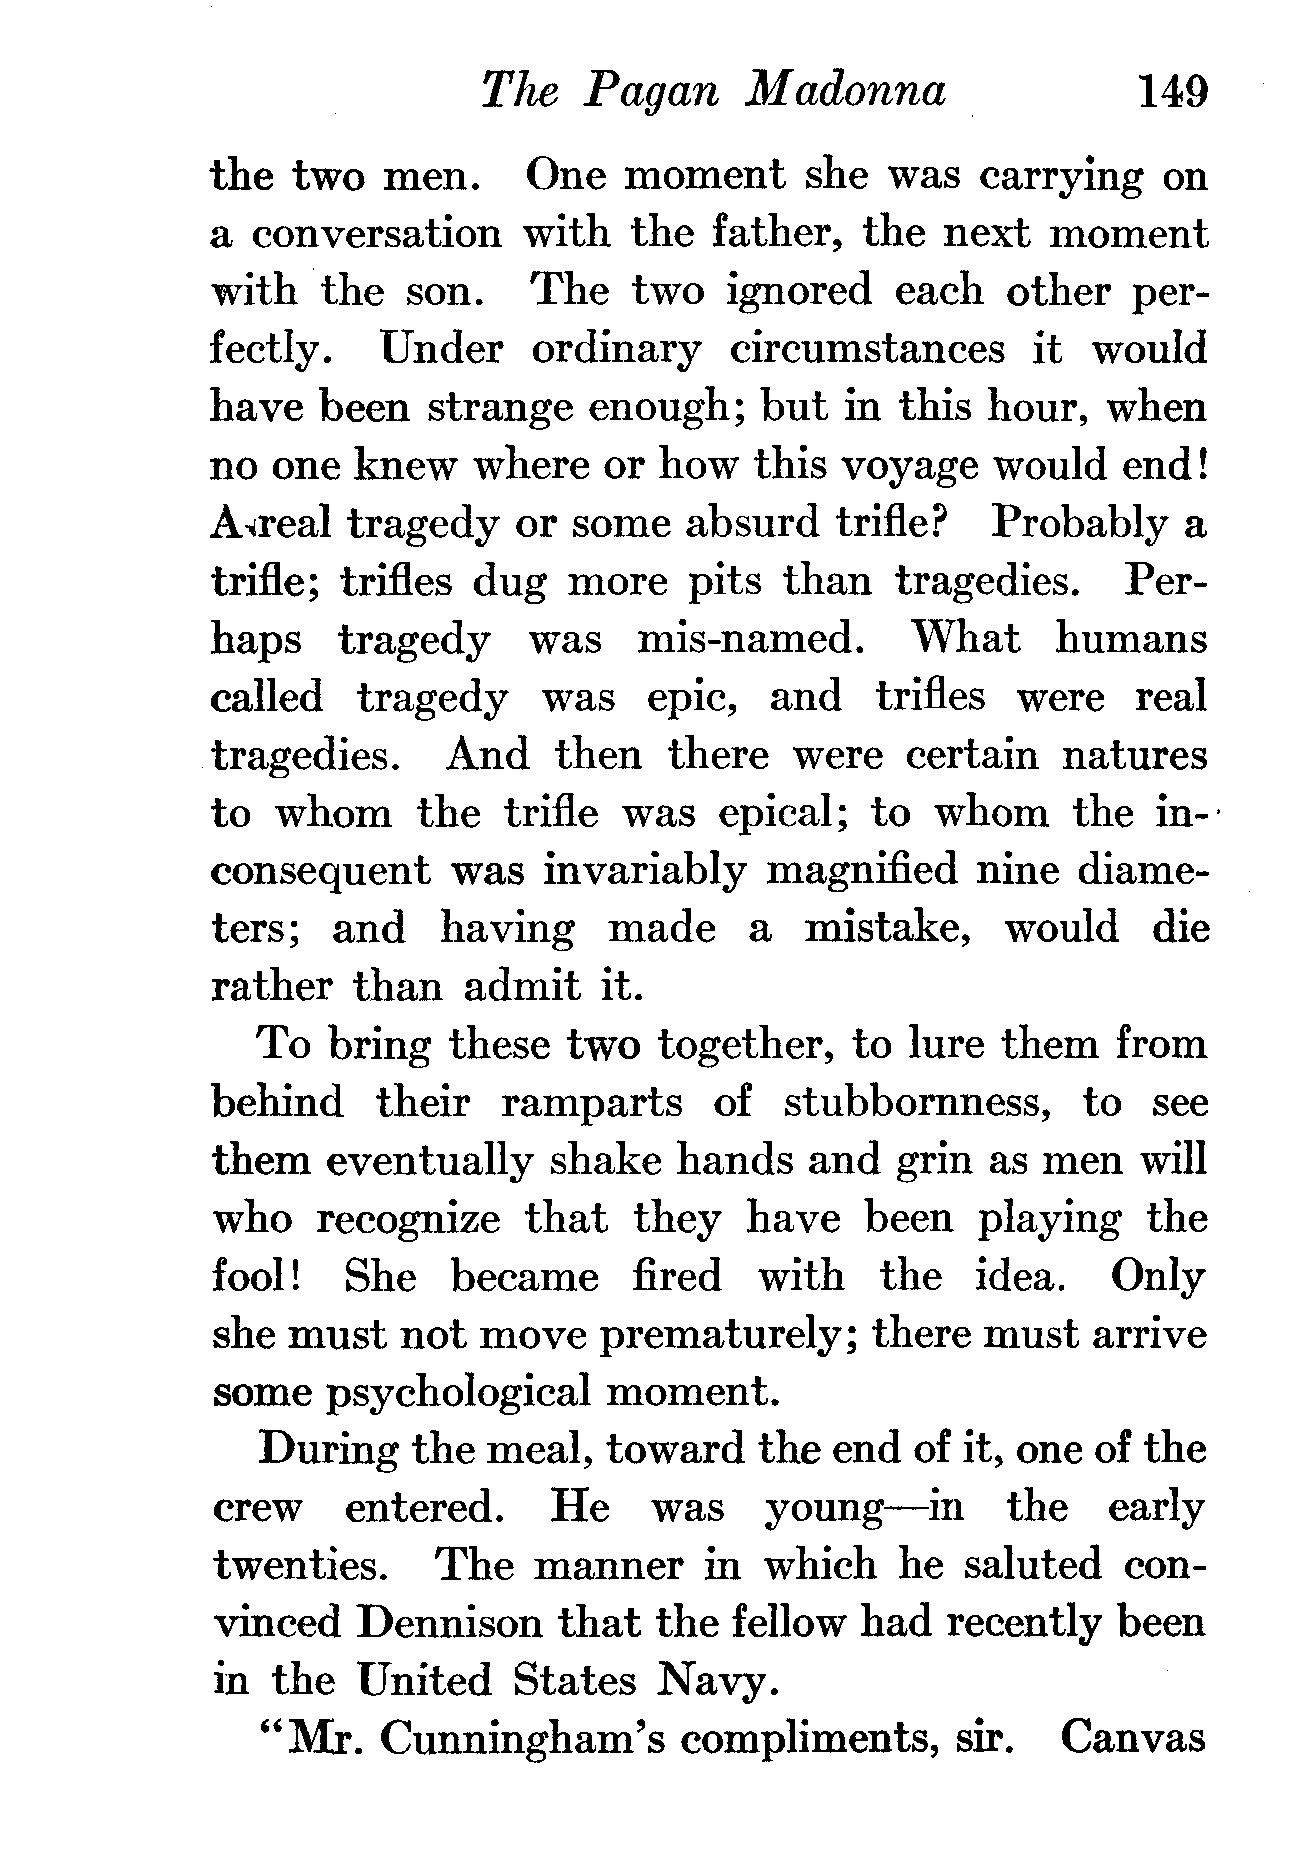 The Pagan Madonna 149
the two men. One moment she was carrying on
a conversation with the father, the next moment
with the son. The two ignored each other per-
fectly. Under ordinary circumstances it would
have been strange enough; but in this hour, when
no one knew where or how this voyage would end!
A real tragedy or some absurd trifle? Probably a
trifle; trifles dug more pits than tragedies. Per-
haps tragedy was mis-named. What humans
called tragedy was epic, and trifles were real
tragedies. And then there were certain natures
to whom the trifle was epical; to whom the in-
consequent was invariably magnified nine diame-
ters; and having made a mistake, would die
rather than admit it.
To bring these two together, to lure them from
behind their ramparts of stubbornness, to see
them eventually shake hands and grin as men will
who recognize that they have been playing the
fool! She became fired with the idea. Only
she must not move prematurely; there must arrive
some psychological moment.
During the meal, toward the end of it, one of the
crew entered. He was young—in the early
twenties. The manner in which he saluted con-
vinced Dennison that the fellow had recently been
in the United States Navy.
"Mr. Cunningham's compliments, sir. Canvas